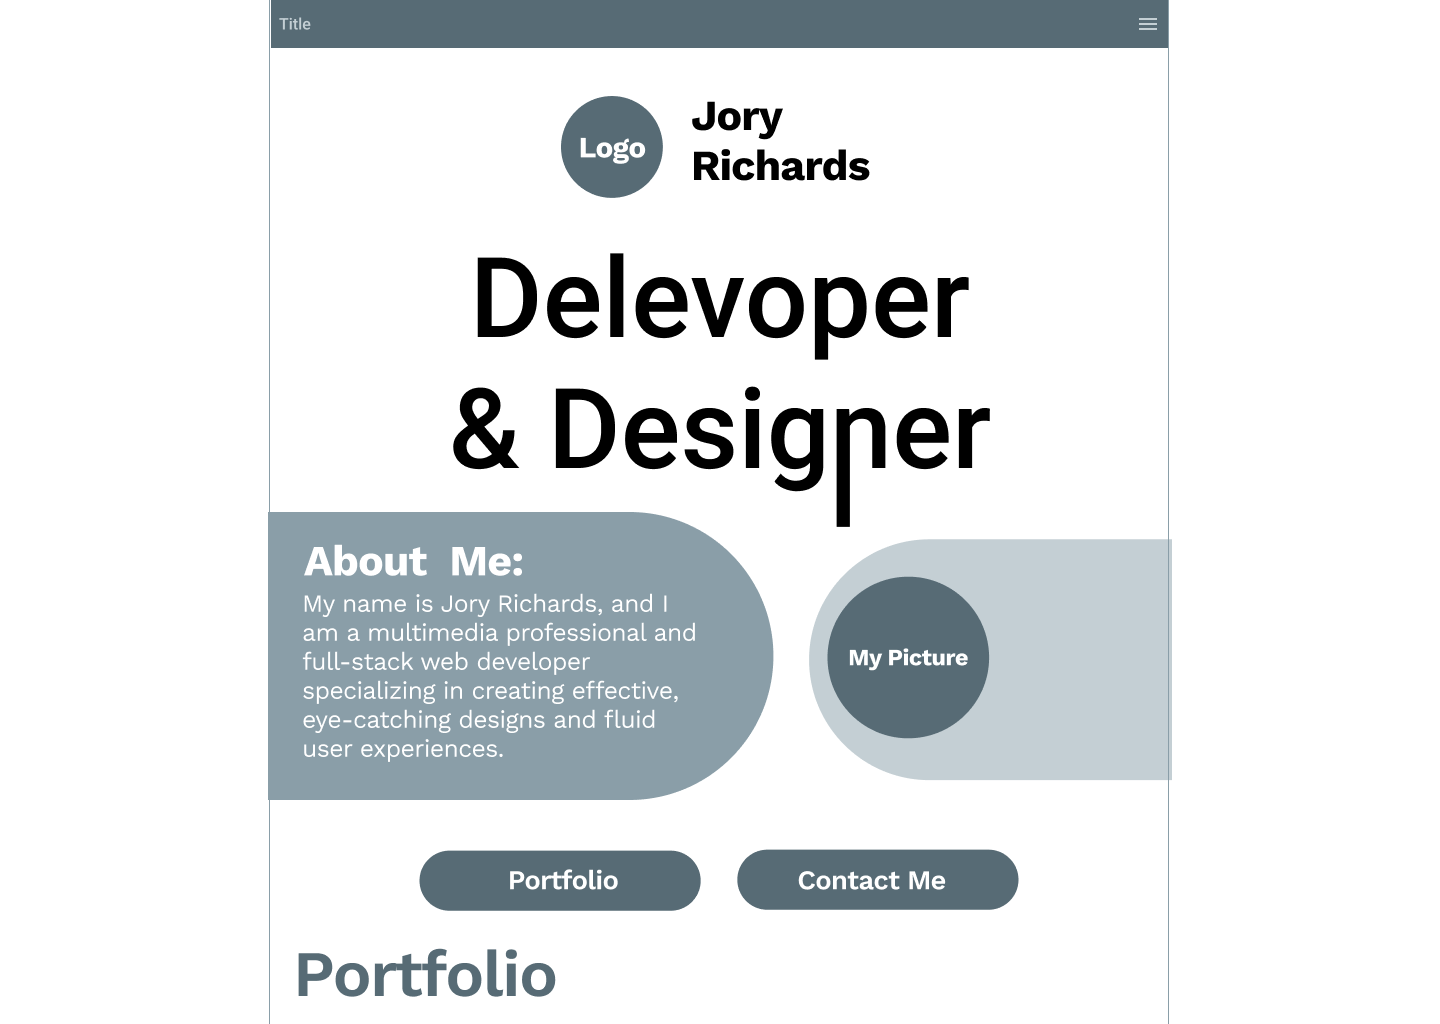 Title
Logo
Jory
Richards
Delevoper
& Designer
About Me:
My name is Jory Richards, and I
am a multimedia professional and
full-stack web developer
specializing in creating effective,
eye-catching designs and fluid
user experiences.
My Picture
Portfolio
Contact Me
Portfolio